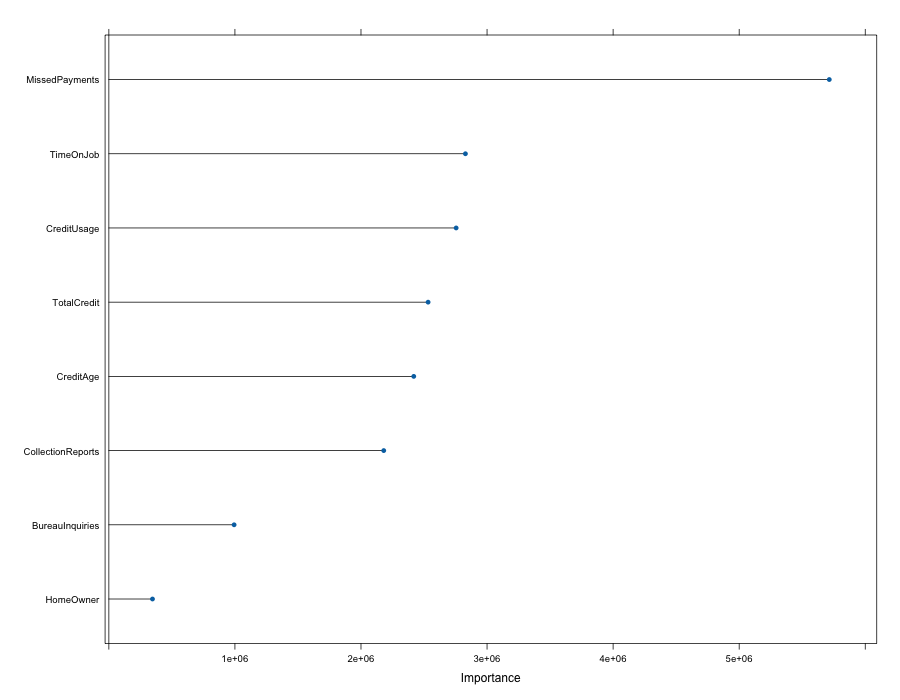 MissedPayments
TimeOnJob
CreditUsage
TotalCredit
CreditAge
CollectionReports
BureauInquiries
HomeOwner
1e+06 2e+06 3e+06 4e+06 5e+06
Importance